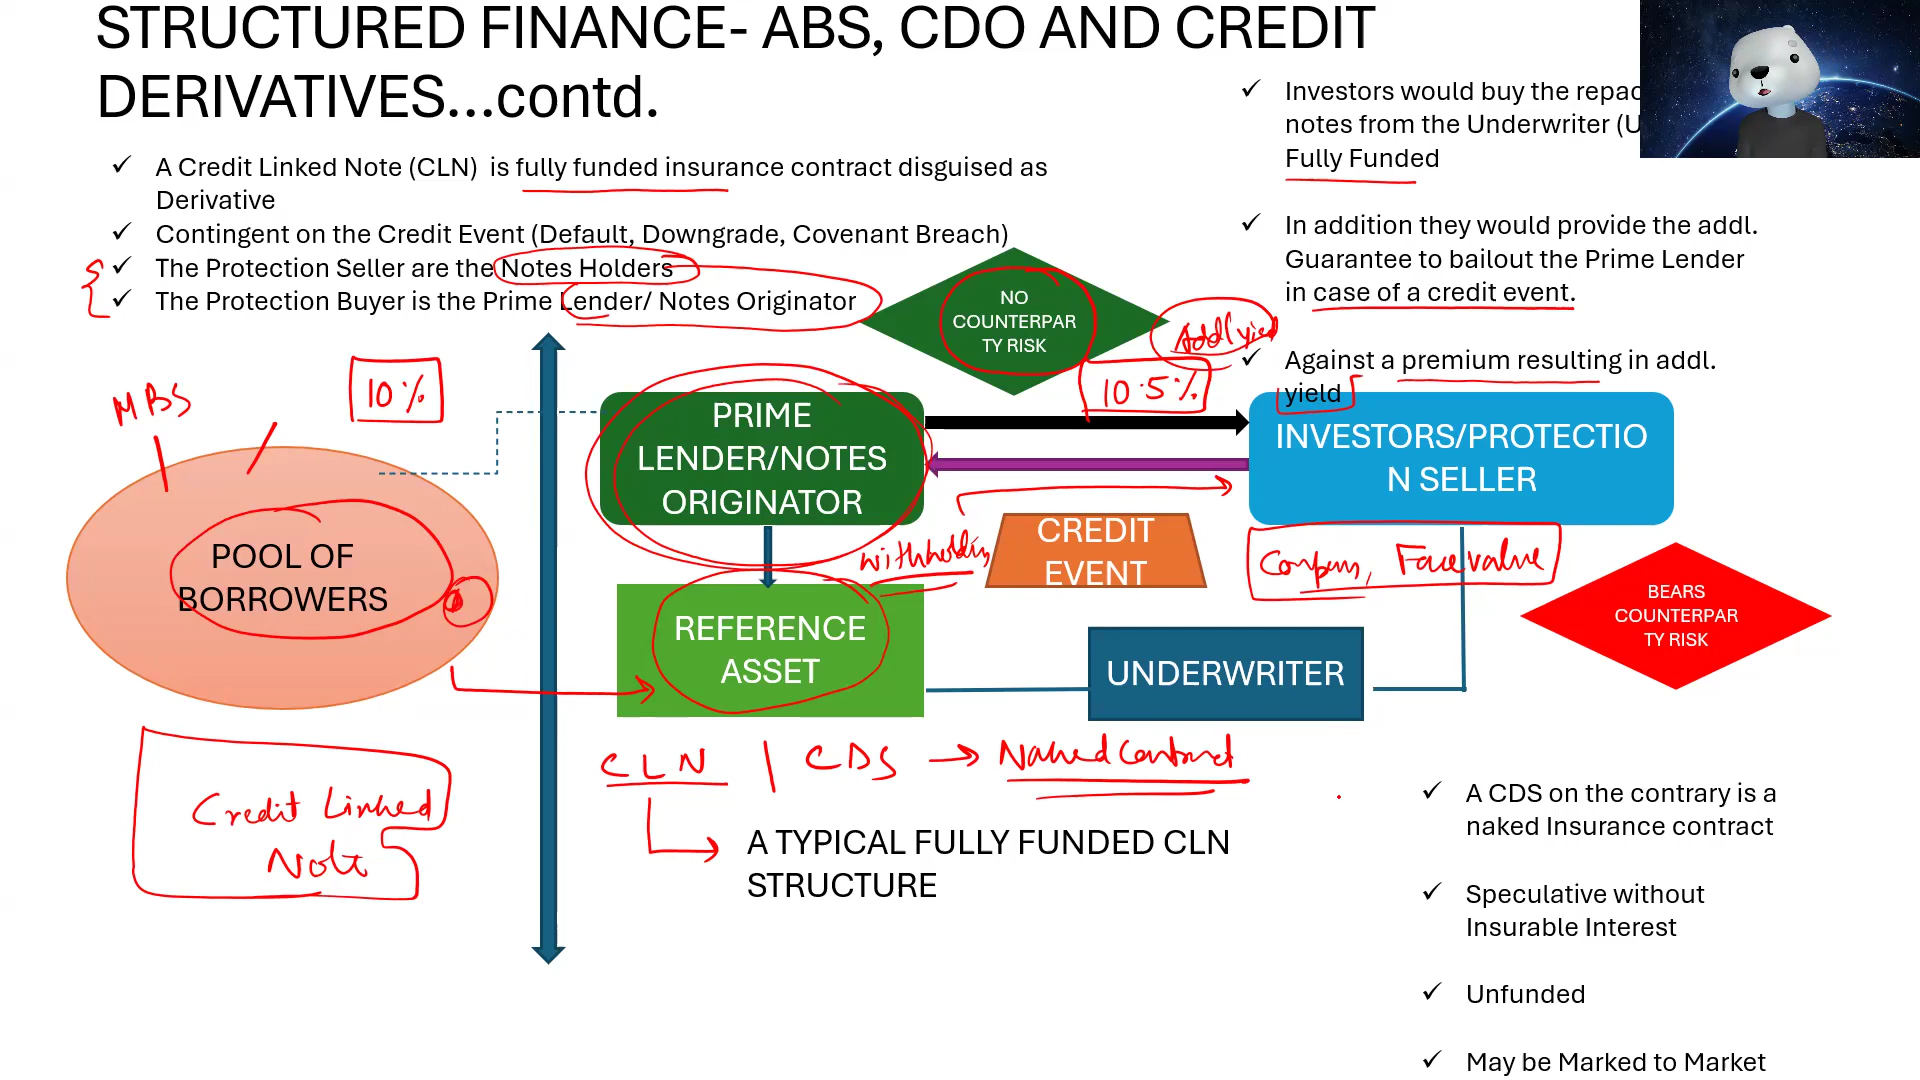 STRUCTURED FINANCE- ABS, CDO AND CREDIT
DERIVATIVES...contd.
✓ A Credit Linked Note (CLN) is fully funded insurance contract disguised as
Derivative
✓ Contingent on the Credit Event (Default, Downgrade, Covenant Breach)
✓ The Protection Seller are the Notes Holders
✓ The Protection Buyer is the Prime Lender/ Notes Originator
✓ Investors would buy the repac
notes from the Underwriter (U
Fully Funded
✓ In addition they would provide the addl.
Guarantee to bailout the Prime Lender
in case of a credit event.
✓ Against a premium resulting in addl.
yield
NO
COUNTERPAR
TY RISK
Addl yield
10.5%
MBS
10%
PRIME
LENDER/NOTES
ORIGINATOR
INVESTORS/PROTECTIO
N SELLER
POOL OF
BORROWERS
withholding
CREDIT
EVENT
Face value
BEARS
COUNTERPAR
TY RISK
REFERENCE
ASSET
UNDERWRITER
CLN | CDS → Naked Contract
Credit Linked
Note
A TYPICAL FULLY FUNDED CLN
STRUCTURE
✓ A CDS on the contrary is a
naked Insurance contract
✓ Speculative without
Insurable Interest
✓ Unfunded
✓ May be Marked to Market